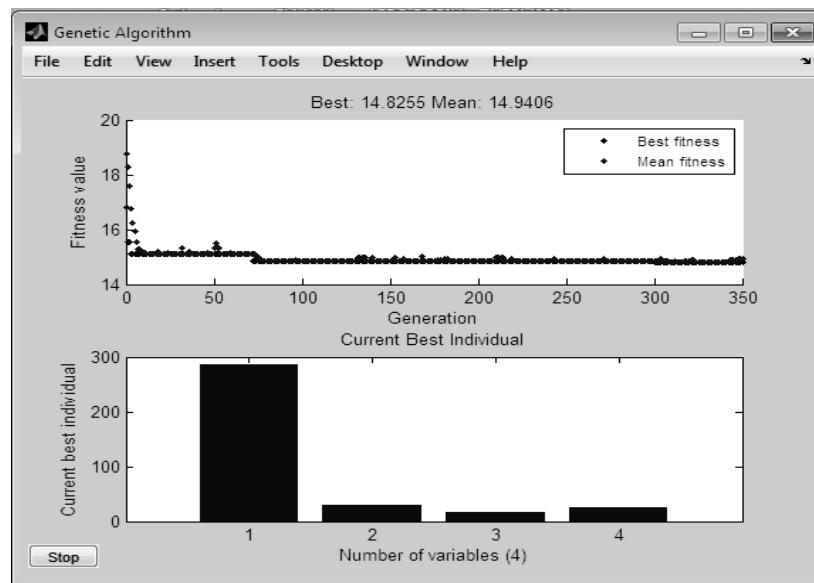 Genetic Algorithm
File Edit View Insert Tools Desktop Window Help
Best: 14.8255 Mean: 14.9406
Fitness value
20
18
16
14
Best fitness
Mean fitness
0 50 100 150 200 250 300 350
Generation
Current Best Individual
Current best individual
300
200
100
0
1 2 3 4
Number of variables (4)
Stop